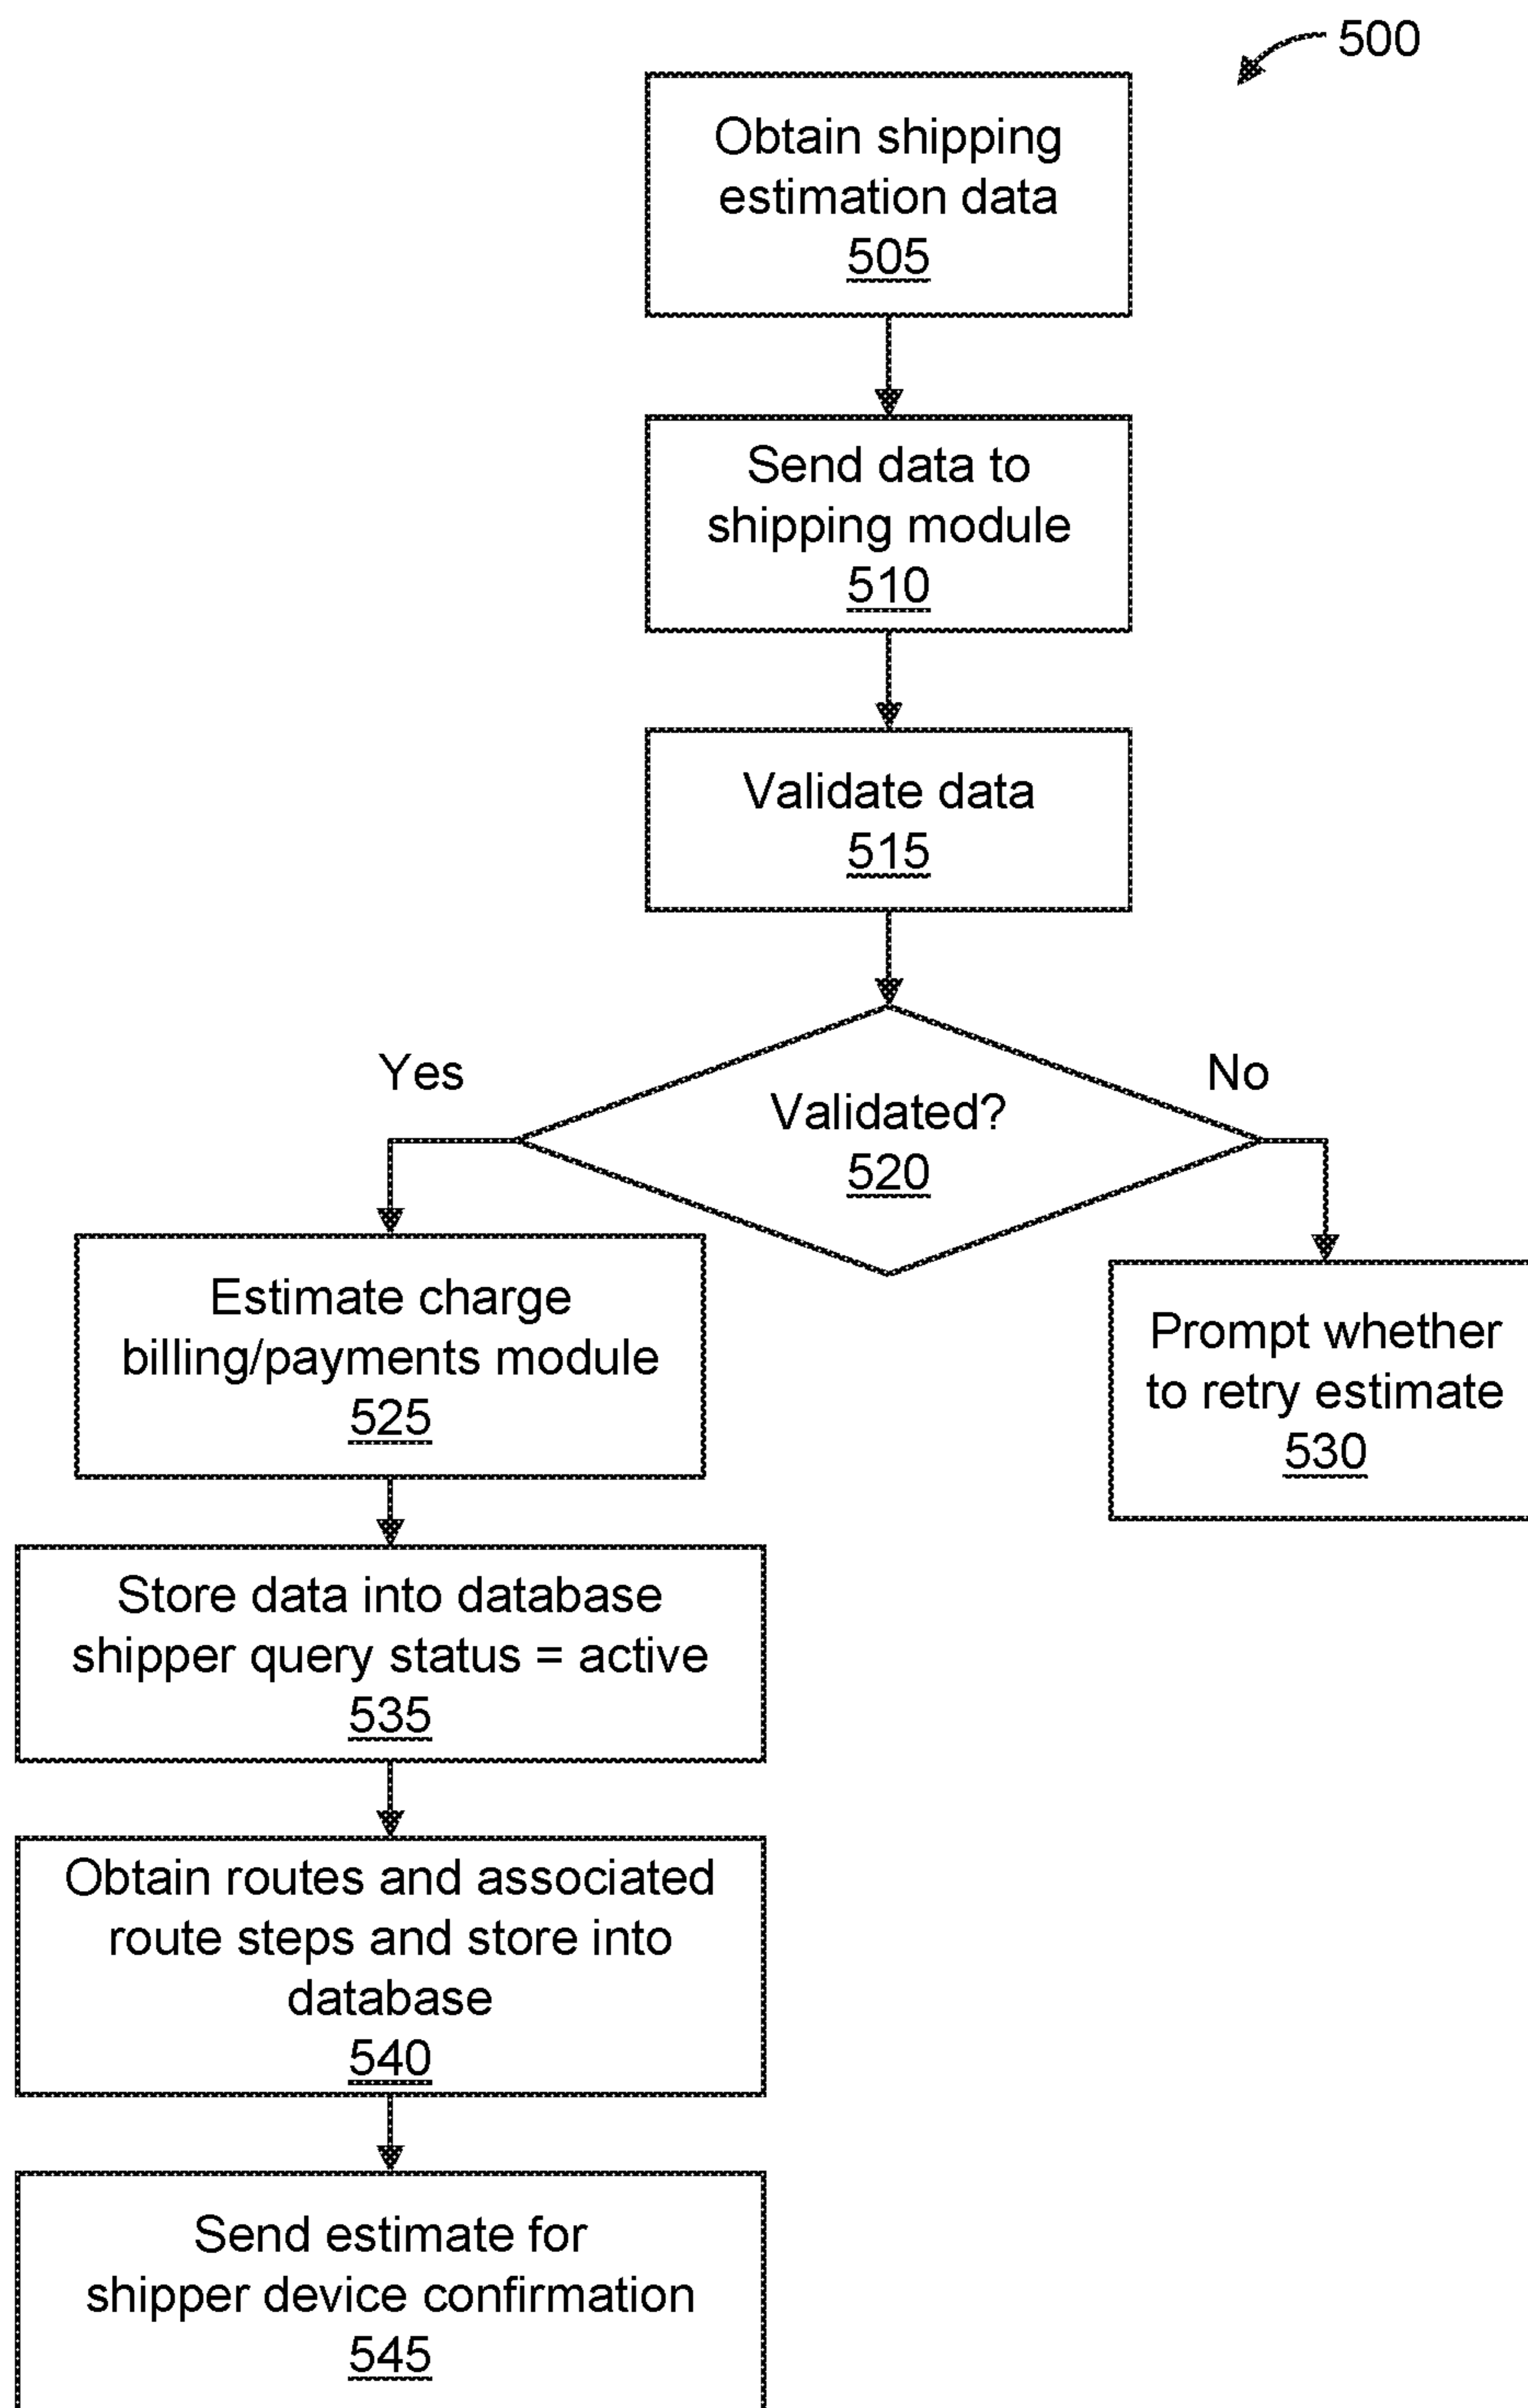 500
Obtain shipping
estimation data
505
Send data to
shipping module
510
Validate data
515
Yes
No
Validated?
520
Estimate charge
billing/payments module
525
Prompt whether
to retry estimate
530
Store data into database
shipper query status = active
535
Obtain routes and associated
route steps and store into
database
540
Send estimate for
shipper device confirmation
545